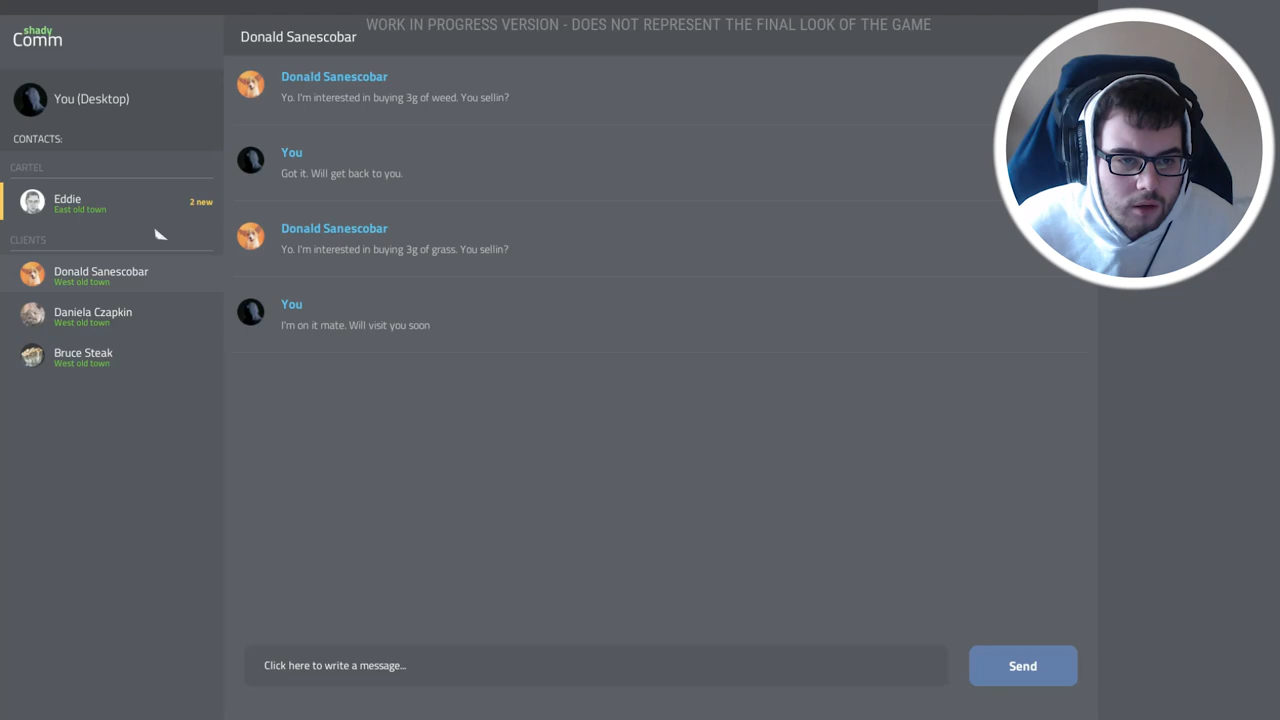 WORK IN PROGRESS VERSION - DOES NOT REPRESENT THE FINAL LOOK OF THE GAME
shady
Comm
You (Desktop)
CONTACTS:
CARTEL
Eddie
East old town
2 new
CLIENTS
Donald Sanescobar
West old town
Daniela Czapkin
West old town
Bruce Steak
West old town
Donald Sanescobar
Donald Sanescobar
Yo. I'm interested in buying 3g of weed. You sellin?
You
Got it. Will get back to you.
Donald Sanescobar
Yo. I'm interested in buying 3g of grass. You sellin?
You
I'm on it mate. Will visit you soon
Click here to write a message...
Send